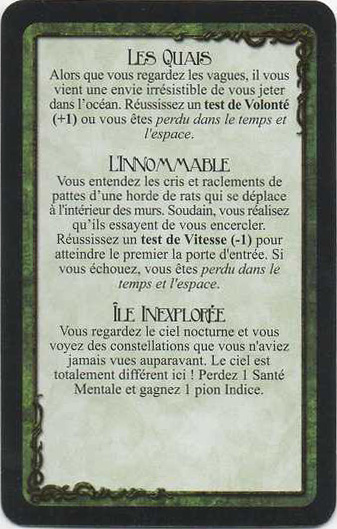 LES QUAIS
Alors que vous regardez les vagues, il vous
vient une envie irrésistible de vous jeter
dans l'océan. Réussissez un test de Volonté
(+1) ou vous êtes perdu dans le temps et
l'espace.
L'INNOMMABLE
Vous entendez les cris et raclements de
pattes d'une horde de rats qui se déplace
à l'intérieur des murs. Soudain, vous réalisez
qu'ils essayent de vous encercler.
Réussissez un test de Vitesse (-1) pour
atteindre le premier la porte d'entrée. Si
vous échouez, vous êtes perdu dans le
temps et l'espace.
ÎLE INEXPLORÉE
Vous regardez le ciel nocturne et vous
voyez des constellations que vous n'aviez
jamais vues auparavant. Le ciel est
totalement différent ici ! Perdez 1 Santé
Mentale et gagnez 1 pion Indice.